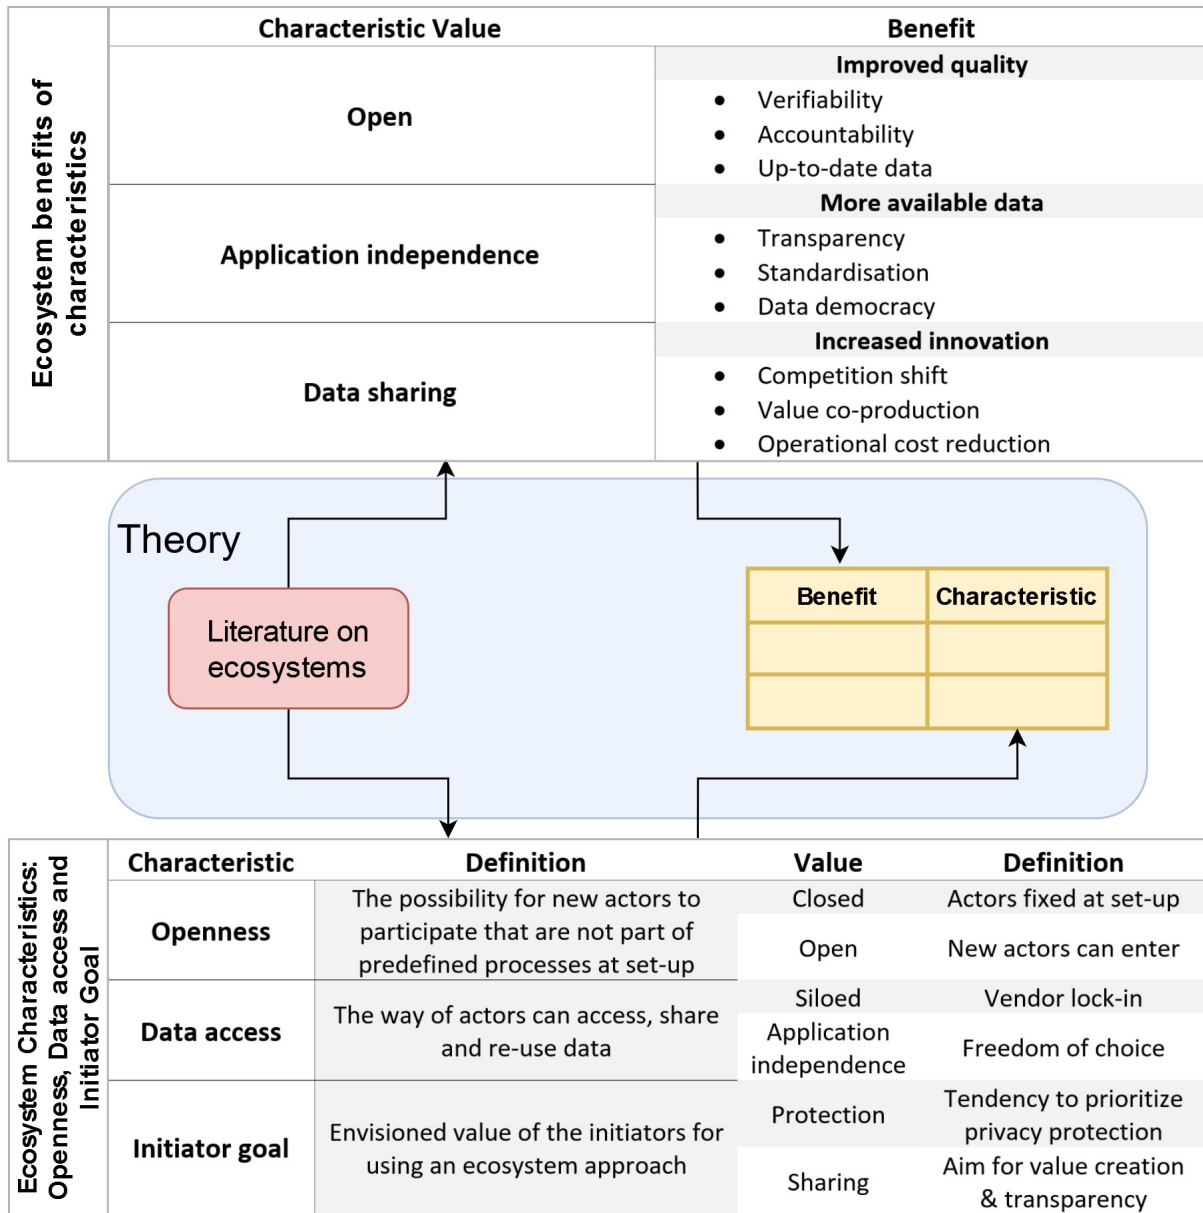 Ecosystem benefits of
characteristics
Characteristic Value
Benefit
Open
Improved quality
• Verifiability
• Accountability
• Up-to-date data
Application independence
More available data
• Transparency
• Standardisation
• Data democracy
Data sharing
Increased innovation
• Competition shift
• Value co-production
• Operational cost reduction
Theory
Literature on
ecosystems
Benefit
Characteristic
Ecosystem Characteristics:
Openness, Data access and
Initiator Goal
Characteristic
Definition
Value
Definition
Openness
The possibility for new actors to
participate that are not part of
predefined processes at set-up
Closed
Actors fixed at set-up
Open
New actors can enter
Data access
The way of actors can access, share
and re-use data
Siloed
Vendor lock-in
Application
independence
Freedom of choice
Initiator goal
Envisioned value of the initiators for
using an ecosystem approach
Protection
Tendency to prioritize
privacy protection
Sharing
Aim for value creation
& transparency